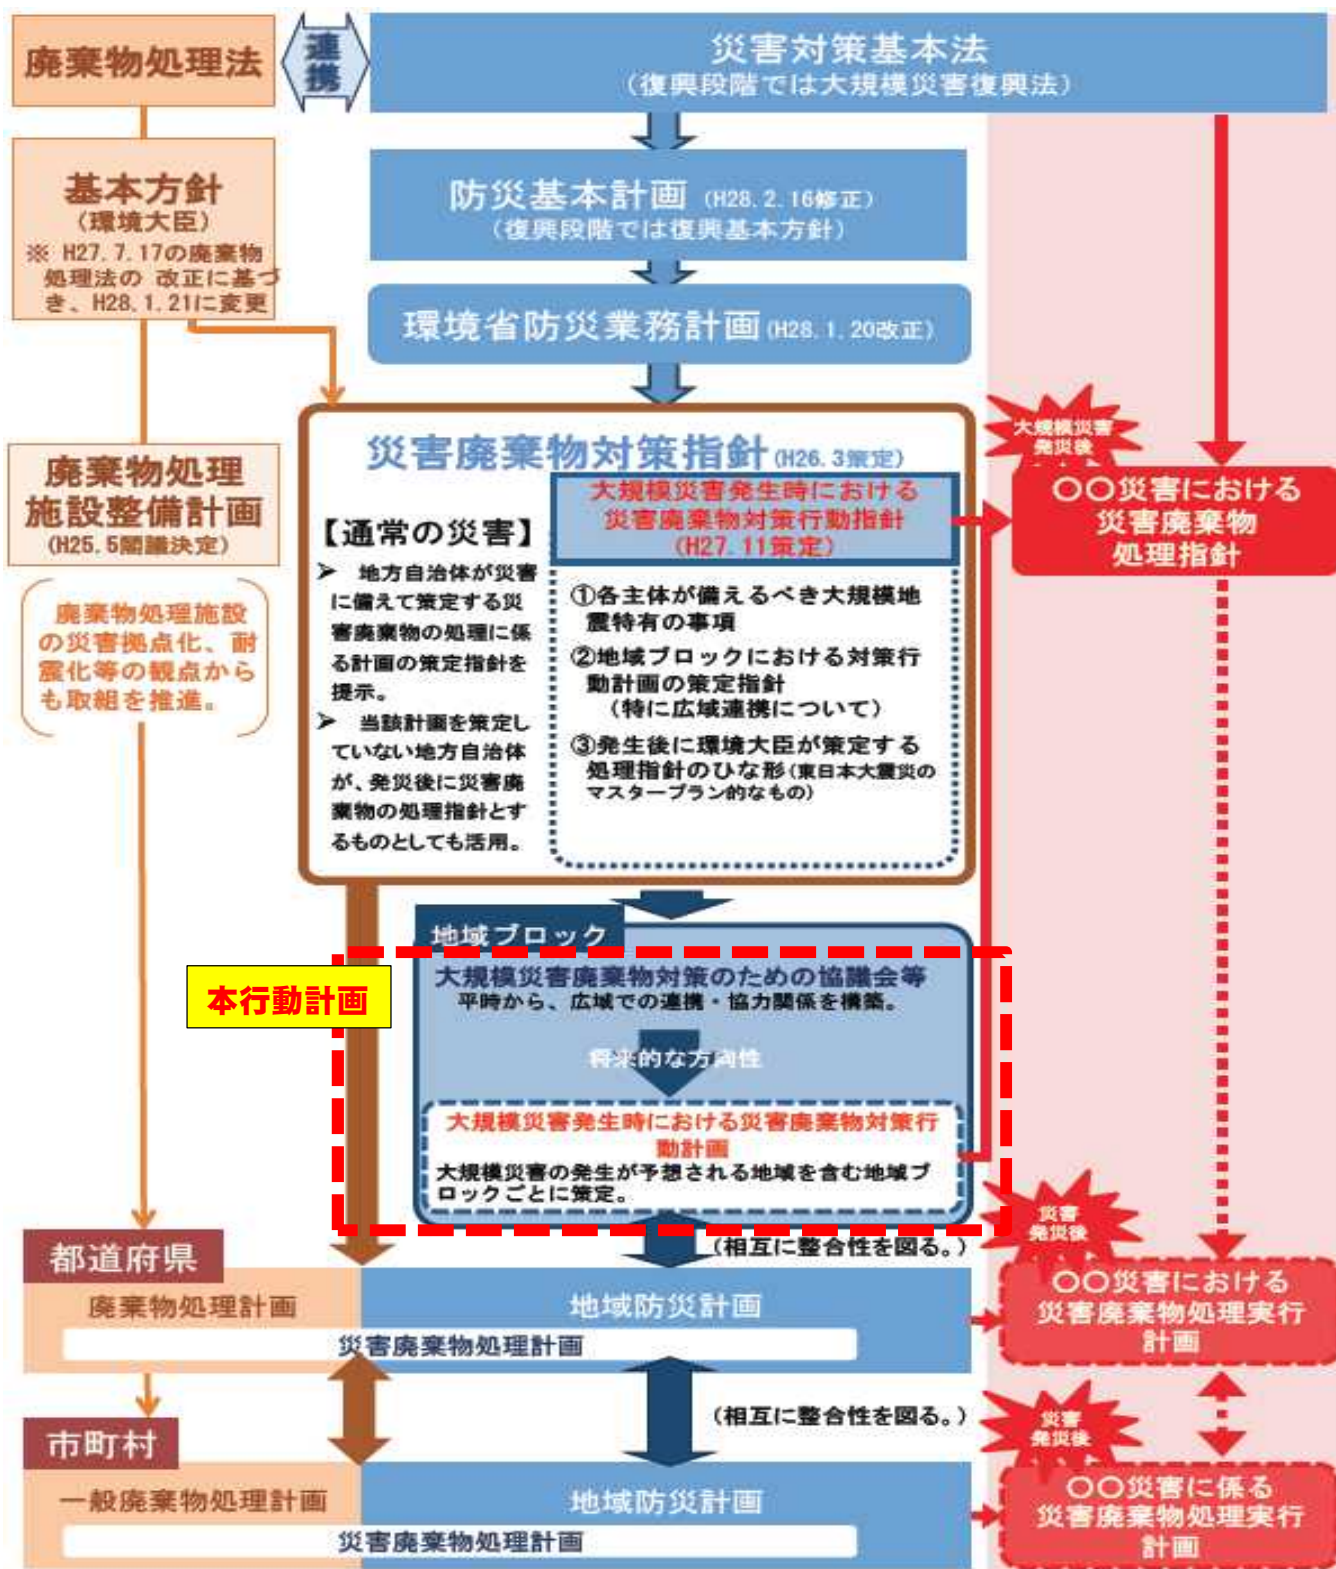 廃棄物処理法
連携
災害対策基本法
（復興段階では大規模災害復興法）
基本方針
（環境大臣）
※ H27.7.17の廃棄物
処理法の 改正に基づ
き、H28.1.21に変更
防災基本計画（H28.2.16修正）
（復興段階では復興基本方針）
環境省防災業務計画（H28.1.20改正）
廃棄物処理
施設整備計画
（H25.5閣議決定）
廃棄物処理施設
の災害拠点化、耐
震化等の観点から
も取組を推進。
災害廃棄物対策指針（H26.3策定）
【通常の災害】
➢ 地方自治体が災害
に備えて策定する災
害廃棄物の処理に係
る計画の策定指針を
提示。
➢ 当該計画を策定し
ていない地方自治体
が、発災後に災害廃
棄物の処理指針とす
るものとしても活用。
大規模災害発生時における
災害廃棄物対策行動指針
（H27.11策定）
①各主体が備えるべき大規模地
震特有の事項
②地域ブロックにおける対策行
動計画の策定指針
（特に広域連携について）
③発生後に環境大臣が策定する
処理指針のひな形（東日本大震災の
マスタープラン的なもの）
大規模災害
発災後
〇〇災害における
災害廃棄物
処理指針
地域ブロック
本行動計画
大規模災害廃棄物対策のための協議会等
平時から、広域での連携・協力関係を構築。
将来的な方向性
大規模災害発生時における災害廃棄物対策行
動計画
大規模災害の発生が予想される地域を含む地域ブ
ロックごとに策定。
（相互に整合性を図る。）
都道府県
廃棄物処理計画
地域防災計画
災害廃棄物処理計画
災害
発災後
〇〇災害における
災害廃棄物処理実行
計画
（相互に整合性を図る。）
市町村
一般廃棄物処理計画
地域防災計画
災害廃棄物処理計画
災害
発災後
〇〇災害に係る
災害廃棄物処理実行
計画